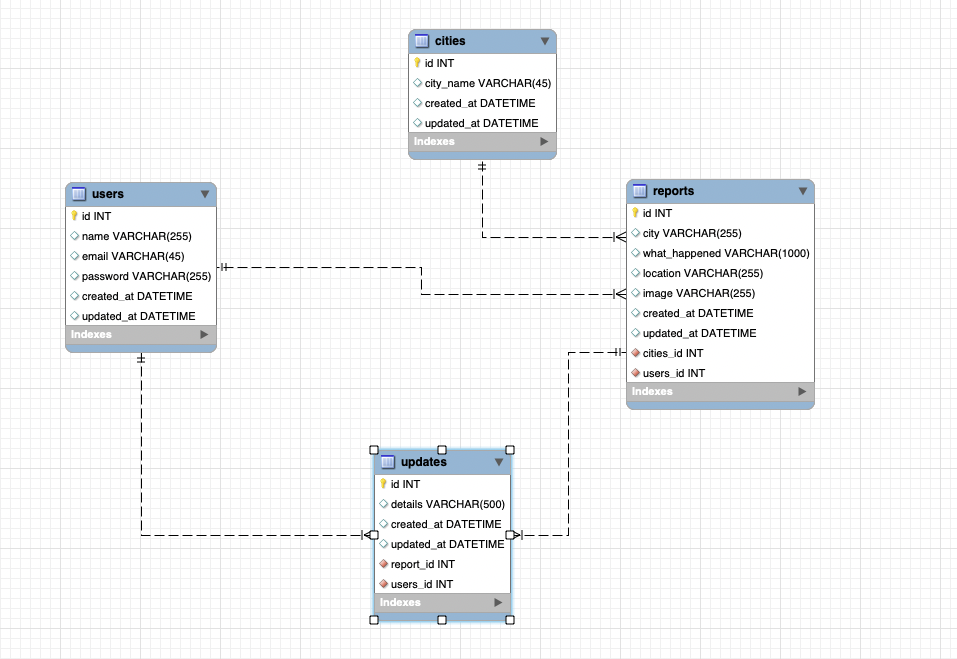 cities
id INT
city_name VARCHAR(45)
created_at DATETIME
updated_at DATETIME
Indexes
users
id INT
name VARCHAR(255)
email VARCHAR(45)
password VARCHAR(255)
created_at DATETIME
updated_at DATETIME
Indexes
reports
id INT
city VARCHAR(255)
what_happened VARCHAR(1000)
location VARCHAR(255)
image VARCHAR(255)
created_at DATETIME
updated_at DATETIME
cities_id INT
users_id INT
Indexes
updates
id INT
details VARCHAR(500)
created_at DATETIME
updated_at DATETIME
report_id INT
users_id INT
Indexes